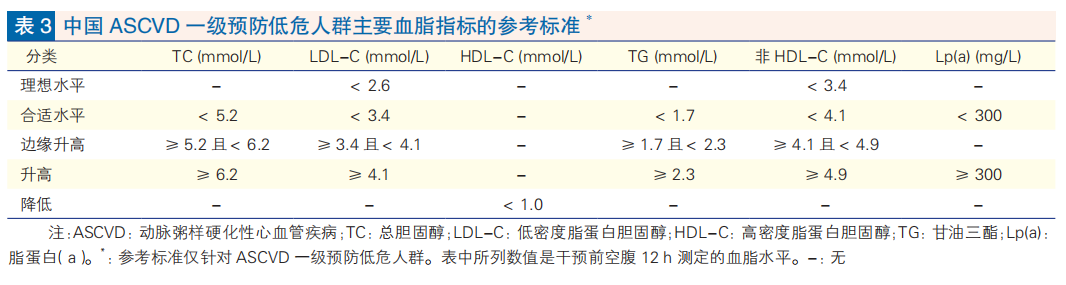 表 3 中国 ASCVD 一级预防低危人群主要血脂指标的参考标准 *
分类 TC (mmol/L) LDL-C (mmol/L) HDL-C (mmol/L) TG (mmol/L) 非 HDL-C (mmol/L) Lp(a) (mg/L)
理想水平 – < 2.6 – – < 3.4 –
合适水平 < 5.2 < 3.4 – < 1.7 < 4.1 < 300
边缘升高 ≥ 5.2 且< 6.2 ≥ 3.4 且< 4.1 – ≥ 1.7 且< 2.3 ≥ 4.1 且< 4.9 –
升高 ≥ 6.2 ≥ 4.1 – ≥ 2.3 ≥ 4.9 ≥ 300
降低 – – < 1.0 – – –
注:ASCVD: 动脉粥样硬化性心血管疾病;TC: 总胆固醇;LDL-C: 低密度脂蛋白胆固醇;HDL-C: 高密度脂蛋白胆固醇;TG: 甘油三酯;Lp(a):
脂蛋白( a )。*: 参考标准仅针对 ASCVD 一级预防低危人群。表中所列数值是干预前空腹 12 h 测定的血脂水平。–: 无